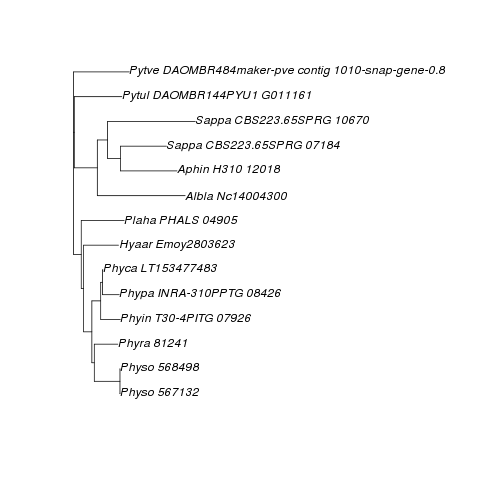 Pytve DAOMBR484maker-pve contig 1010-snap-gene-0.8
Pytul DAOMBR144PYU1 G011161
Sappa CBS223.65SPRG 10670
Sappa CBS223.65SPRG 07184
Aphin H310 12018
Albla Nc14004300
Plaha PHALS 04905
Hyaar Emoy2803623
Phyca LT153477483
Phypa INRA-310PPTG 08426
Phyin T30-4PITG 07926
Phyra 81241
Physo 568498
Physo 567132